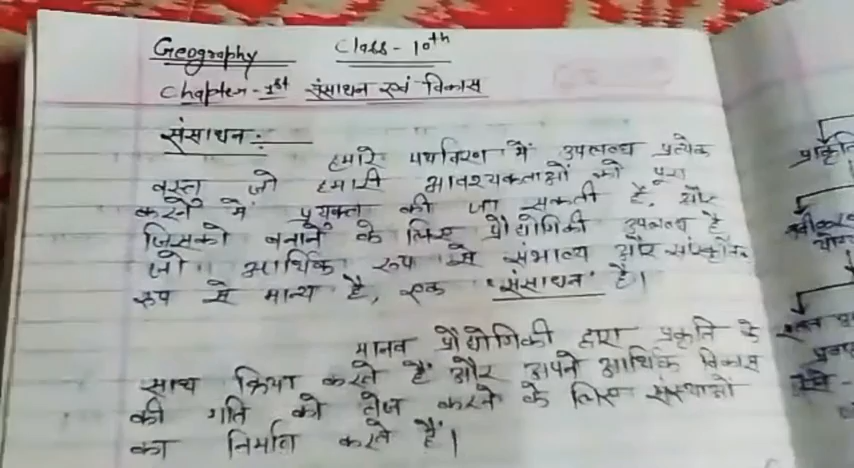 Geography Class - 10th
Chapter - 1st संसाधन एवं विकास
संसाधन :
हमारे पर्यावरण में उपलब्ध प्रत्येक
वस्तु जो हमारी आवश्यकताओं को पूरा
करने में प्रयुक्त की जा सकती है, और
जिसको बनाने के लिए प्रौद्योगिकी उपलब्ध है
जो आर्थिक रूप से संभाव्य और सांस्कृतिक
रूप से मान्य है, एक "संसाधन" है।
मानव प्रौद्योगिकी द्वारा प्रकृति के
साथ क्रिया करते हैं और अपने आर्थिक विकास
की गति को तेज करने के लिए संस्थाओं
का निर्माण करते हैं।